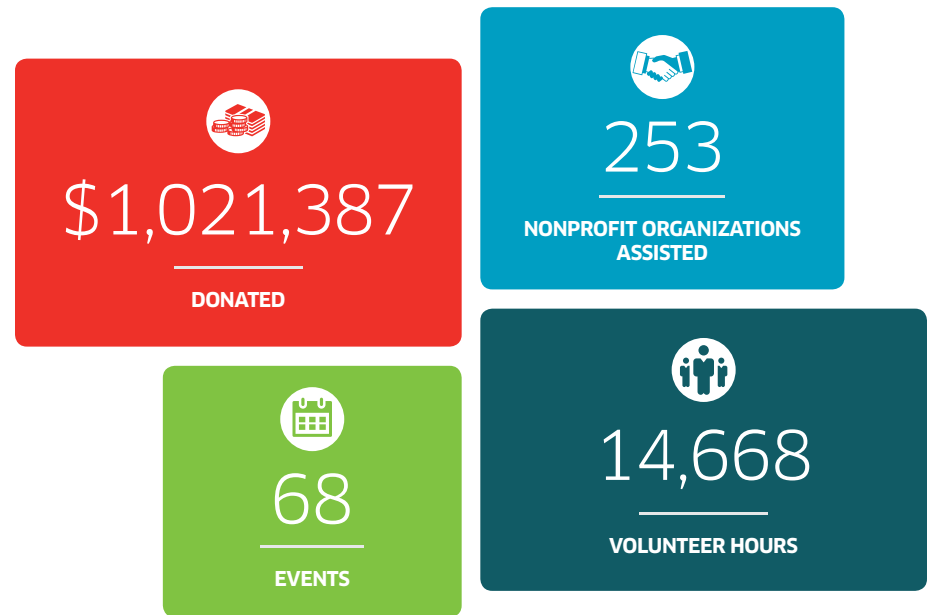 $1,021,387
DONATED
253
NONPROFIT ORGANIZATIONS
ASSISTED
68
EVENTS
14,668
VOLUNTEER HOURS